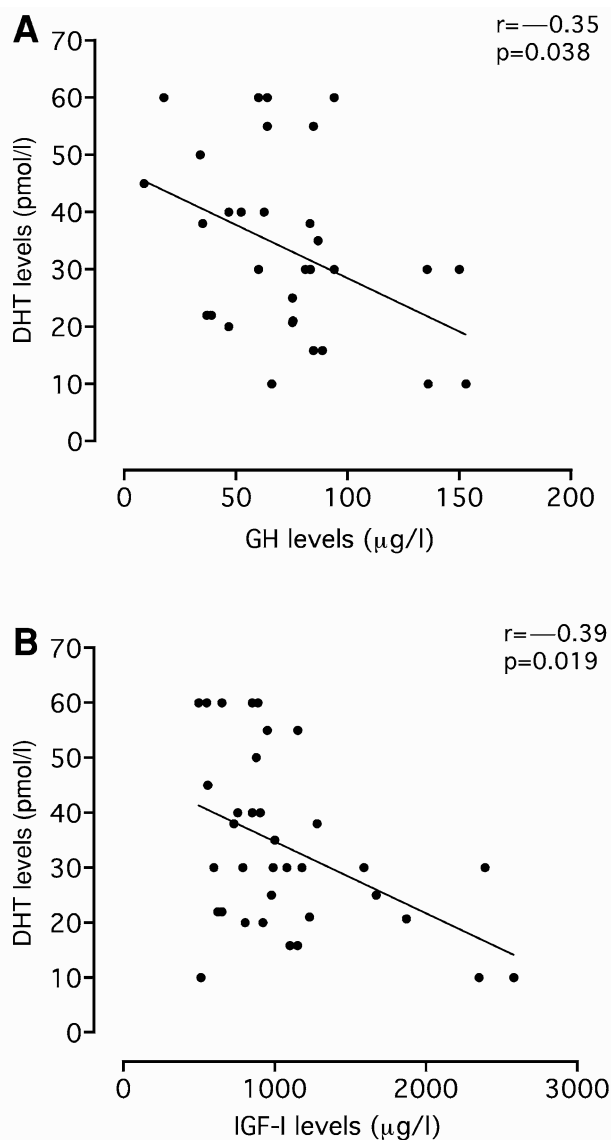 A
r=—0.35
p=0.038
70
60
50
40
30
20
10
0
DHT levels (pmol/l)
0 50 100 150 200
GH levels (μg/l)
B
r=—0.39
p=0.019
70
60
50
40
30
20
10
0
DHT levels (pmol/l)
0 1000 2000 3000
IGF-I levels (μg/l)